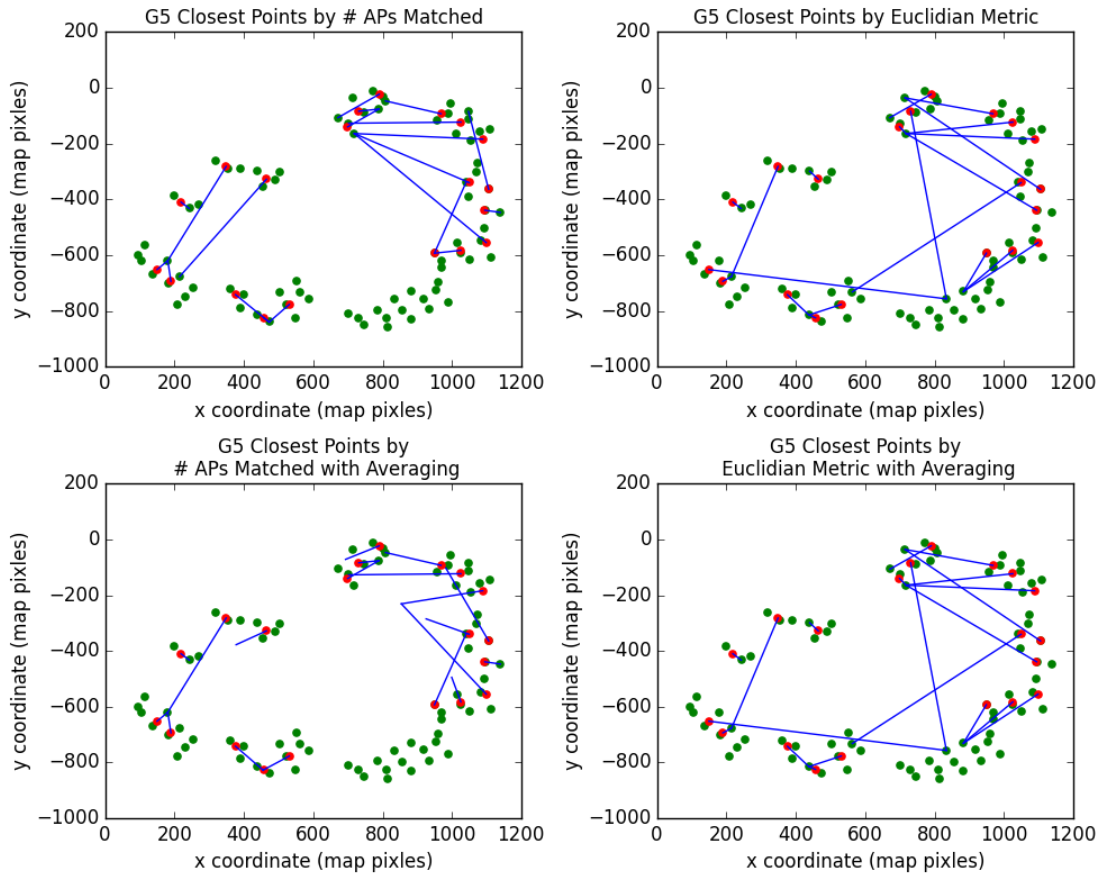 G5 Closest Points by # APs Matched
200
0
−200
−400
−600
−800
−1000
0 200 400 600 800 1000 1200
x coordinate (map pixles)
y coordinate (map pixles)
G5 Closest Points by Euclidian Metric
200
0
−200
−400
−600
−800
−1000
0 200 400 600 800 1000 1200
x coordinate (map pixles)
y coordinate (map pixles)
G5 Closest Points by
# APs Matched with Averaging
200
0
−200
−400
−600
−800
−1000
0 200 400 600 800 1000 1200
x coordinate (map pixles)
y coordinate (map pixles)
G5 Closest Points by
Euclidian Metric with Averaging
200
0
−200
−400
−600
−800
−1000
0 200 400 600 800 1000 1200
x coordinate (map pixles)
y coordinate (map pixles)